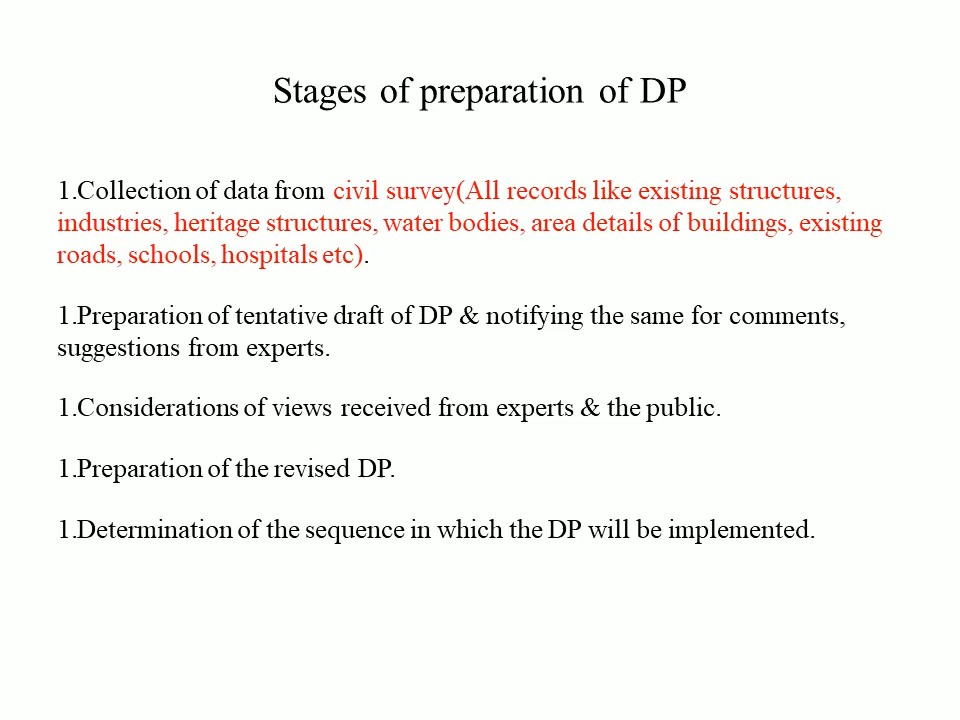 Stages of preparation of DP
1.Collection of data from civil survey(All records like existing structures,
industries, heritage structures, water bodies, area details of buildings, existing
roads, schools, hospitals etc).
1.Preparation of tentative draft of DP & notifying the same for comments,
suggestions from experts.
1.Considerations of views received from experts & the public.
1.Preparation of the revised DP.
1.Determination of the sequence in which the DP will be implemented.